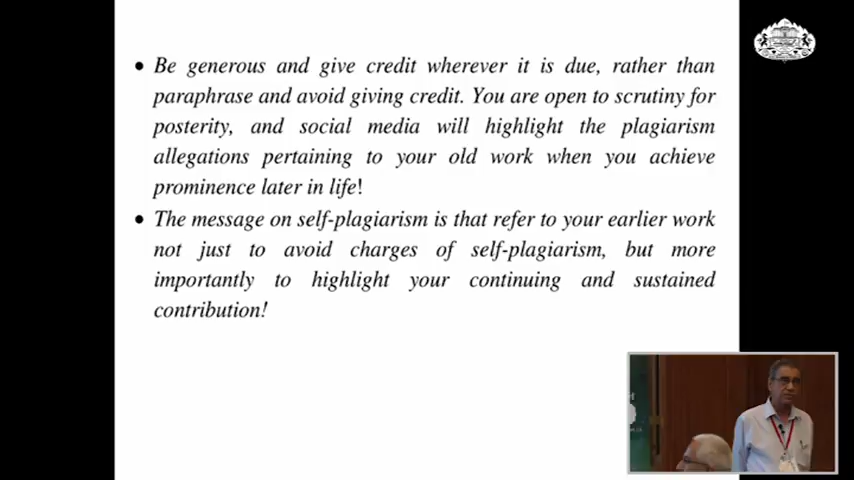 • Be generous and give credit wherever it is due, rather than
paraphrase and avoid giving credit. You are open to scrutiny for
posterity, and social media will highlight the plagiarism
allegations pertaining to your old work when you achieve
prominence later in life!
• The message on self-plagiarism is that refer to your earlier work
not just to avoid charges of self-plagiarism, but more
importantly to highlight your continuing and sustained
contribution!